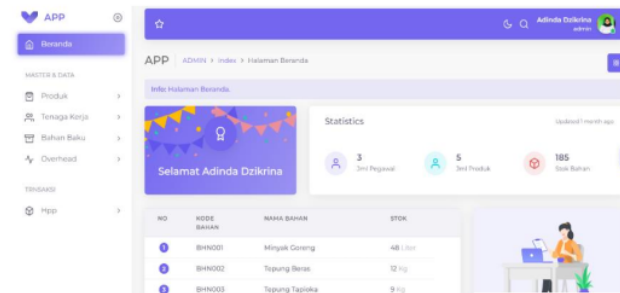 APP
Beranda
MASTER & DATA
Produk
Tenaga Kerja
Bahan Baku
Overhead
TRNSAKSI
Hpp
Adinda Dzikrina
admin
APP ADMIN > Index > Halaman Beranda
Info: Halaman Beranda.
Selamat Adinda Dzikrina
Statistics
Updated 1 month ago
3
Jml Pegawai
5
Jml Produk
185
Stok Bahan
NO KODE BAHAN NAMA BAHAN STOK
1 BHN001 Minyak Goreng 48 Liter
2 BHN002 Tepung Beras 12 Kg
3 BHN003 Tepung Tapioka 9 Kg